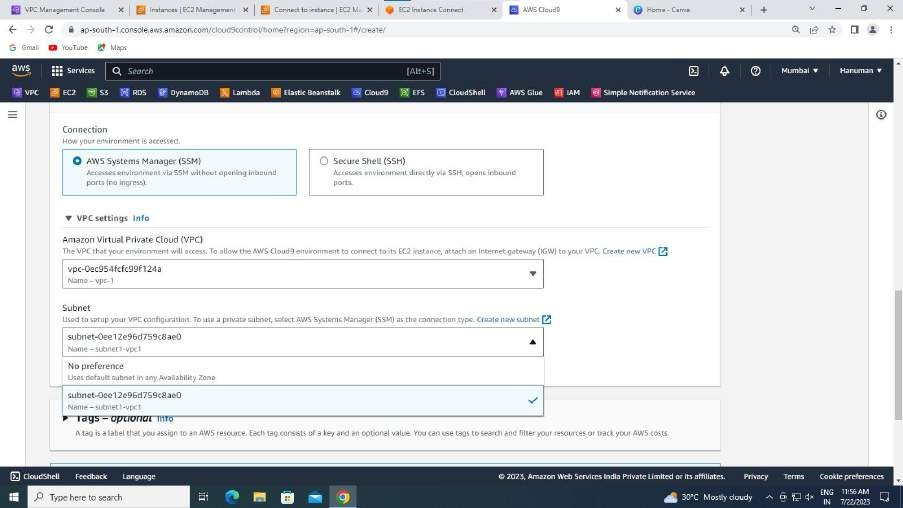 VPC Management Console
Instances | EC2 Management
Connect to instance | EC2 Ma
EC2 Instance Connect
AWS Cloud9
Home - Canva
ap-south-1.console.aws.amazon.com/cloud9control/home?region=ap-south-1#/create/
Gmail YouTube Maps
aws Services Search [Alt+S] Mumbai Hanuman
VPC EC2 S3 RDS DynamoDB Lambda Elastic Beanstalk Cloud9 EFS CloudShell AWS Glue IAM Simple Notification Service
Connection
How your environment is accessed.
AWS Systems Manager (SSM)
Accesses environment via SSM without opening inbound
ports (no ingress).
Secure Shell (SSH)
Accesses environment directly via SSH, opens inbound
ports.
VPC settings Info
Amazon Virtual Private Cloud (VPC)
The VPC that your environment will access. To allow the AWS Cloud9 environment to connect to its EC2 instance, attach an Internet gateway (IGW) to your VPC. Create new VPC
vpc-0ec954fcfc99f124a
Name – vpc-1
Subnet
Used to setup your VPC configuration. To use a private subnet, select AWS Systems Manager (SSM) as the connection type. Create new subnet
subnet-0ee12e96d759c8ae0
Name – subnet1-vpc1
No preference
Uses default subnet in any Availability Zone
subnet-0ee12e96d759c8ae0
Name – subnet1-vpc1
Tags – optional Info
A tag is a label that you assign to an AWS resource. Each tag consists of a key and an optional value. You can use tags to search and filter your resources or track your AWS costs.
CloudShell Feedback Language © 2023, Amazon Web Services India Private Limited or its affiliates. Privacy Terms Cookie preferences
Type here to search 30°C Mostly cloudy ENG 11:56 AM
IN 7/22/2023